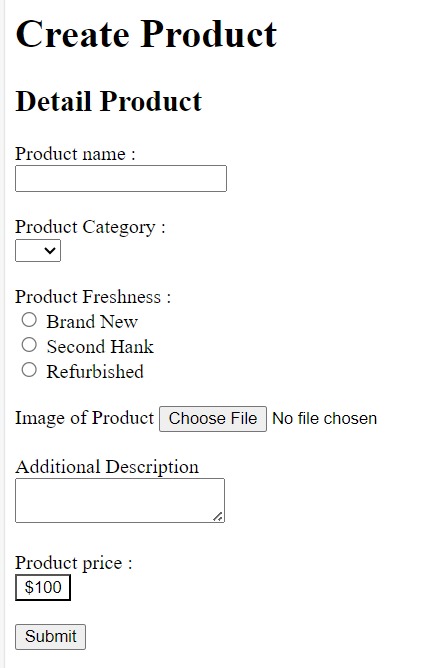 Create Product
Detail Product
Product name :
Product Category :
Product Freshness :
Brand New
Second Hank
Refurbished
Image of Product Choose File No file chosen
Additional Description
Product price :
$100
Submit